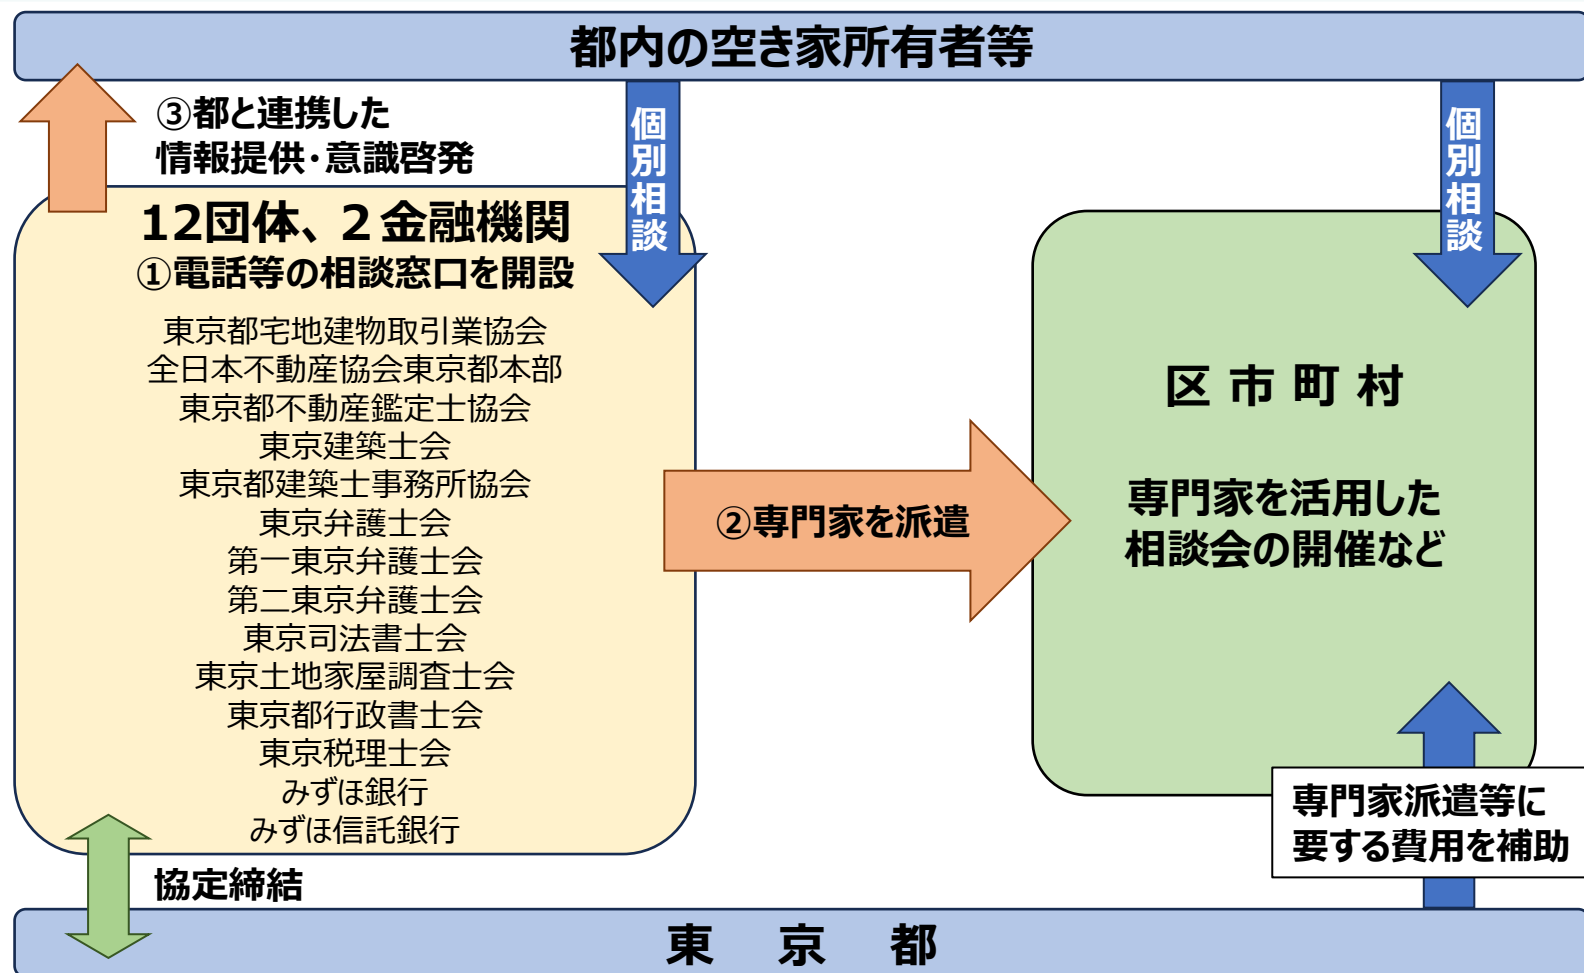 都内の空き家所有者等
③都と連携した
情報提供・意識啓発
個別相談
個別相談
12団体、２金融機関
①電話等の相談窓口を開設
東京都宅地建物取引業協会
全日本不動産協会東京都本部
東京都不動産鑑定士協会
東京建築士会
東京都建築士事務所協会
東京弁護士会
第一東京弁護士会
第二東京弁護士会
東京司法書士会
東京土地家屋調査士会
東京都行政書士会
東京税理士会
みずほ銀行
みずほ信託銀行
②専門家を派遣
区市町村
専門家を活用した
相談会の開催など
専門家派遣等に
要する費用を補助
協定締結
東京都